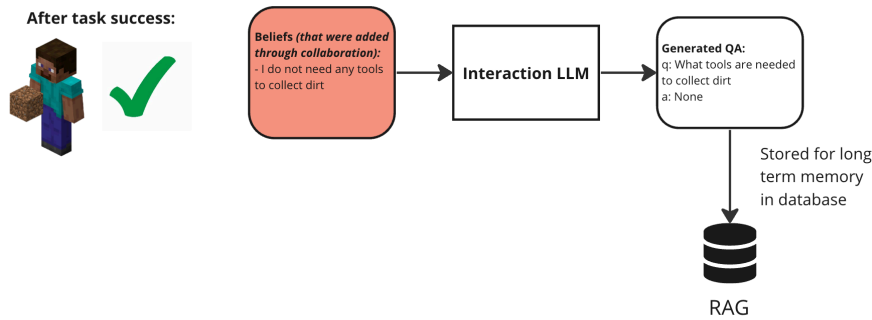 After task success:
Beliefs (that were added
through collaboration):
- I do not need any tools
to collect dirt
Interaction LLM
Generated QA:
q: What tools are needed
to collect dirt
a: None
Stored for long
term memory
in database
RAG